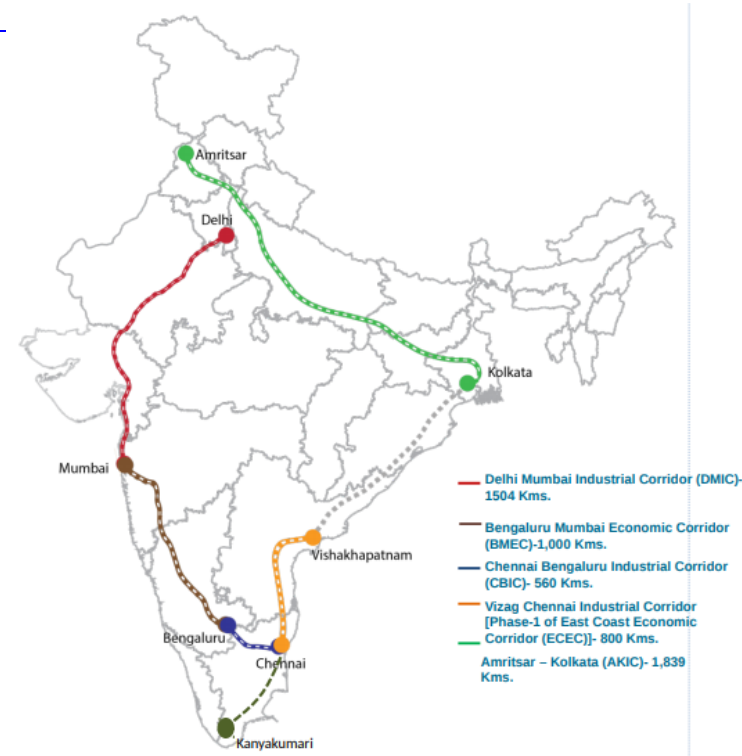 Amritsar
Delhi
Kolkata
Mumbai
Delhi Mumbai Industrial Corridor (DMIC)-
1504 Kms.
Bengaluru Mumbai Economic Corridor
(BMEC)-1,000 Kms.
Vishakhapatnam
Chennai Bengaluru Industrial Corridor
(CBIC)- 560 Kms.
Vizag Chennai Industrial Corridor
[Phase-1 of East Coast Economic
Corridor (ECEC)]- 800 Kms.
Bengaluru
Chennai
Amritsar – Kolkata (AKIC)- 1,839
Kms.
Kanyakumari